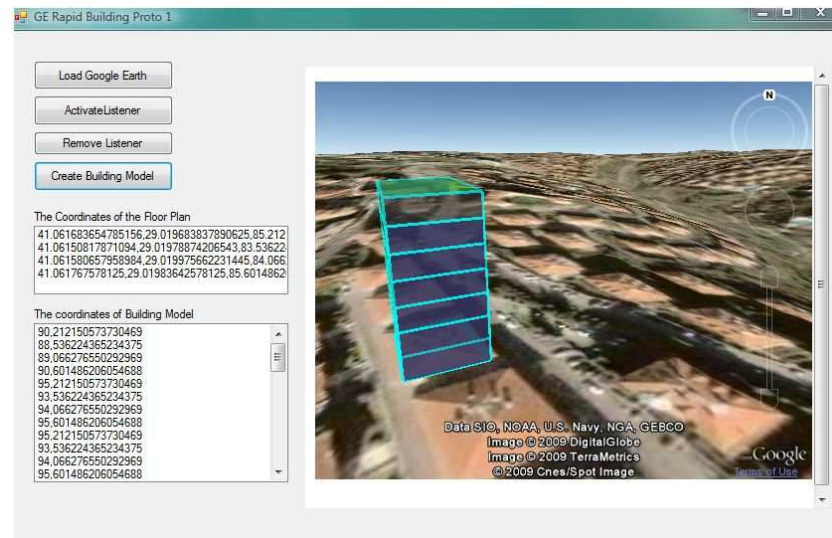 GE Rapid Building Proto 1
Load Google Earth
ActivateListener
Remove Listener
Create Building Model
The Coordinates of the Floor Plan
41.061683654785156,29.019683837890625,85.212
41.06150817871094,29.01978874206543,83.53622
41.061580657958984,29.019975662231445,84.066
41.061767578125,29.01983642578125,85.6014862
The coordinates of Building Model
90,212150573730469
88,536224365234375
89,066276550292969
90,601486206054688
95,212150573730469
93,536224365234375
94,066276550292969
95,601486206054688
95,212150573730469
93,536224365234375
94,066276550292969
95,601486206054688
N
Data SIO, NOAA, U.S. Navy, NGA, GEBCO
Image © 2009 DigitalGlobe
Image © 2009 TerraMetrics
© 2009 Cnes/Spot Image
Google
Terms of Use